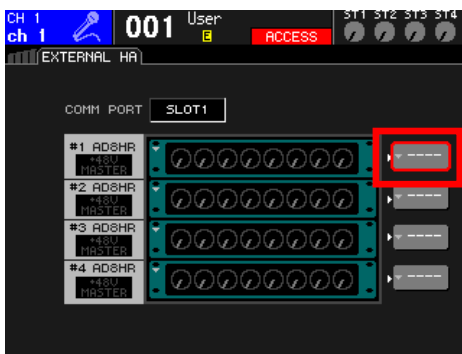 CH 1
ch 1
001
User
E
ACCESS
ST1 ST2 ST3 ST4
EXTERNAL HA
COMM PORT SLOT1
#1 AD8HR
+48V
MASTER
----
#2 AD8HR
+48V
MASTER
----
#3 AD8HR
+48V
MASTER
----
#4 AD8HR
+48V
MASTER
----